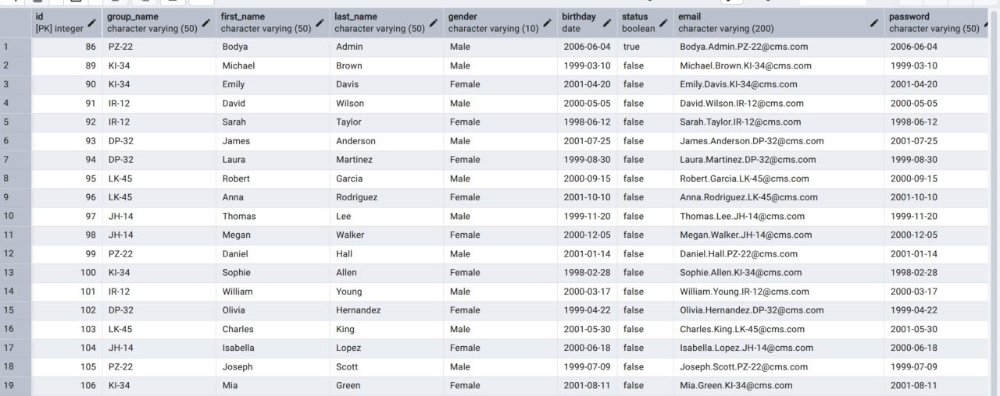 id group_name first_name last_name gender birthday status email password
[PK] integer character varying (50) character varying (50) character varying (50) character varying (10) date boolean character varying (200) character varying (50)
1 86 PZ-22 Bodya Admin Male 2006-06-04 true Bodya.Admin.PZ-22@cms.com 2006-06-04
2 89 KI-34 Michael Brown Male 1999-03-10 false Michael.Brown.KI-34@cms.com 1999-03-10
3 90 KI-34 Emily Davis Female 2001-04-20 false Emily.Davis.KI-34@cms.com 2001-04-20
4 91 IR-12 David Wilson Male 2000-05-05 false David.Wilson.IR-12@cms.com 2000-05-05
5 92 IR-12 Sarah Taylor Female 1998-06-12 false Sarah.Taylor.IR-12@cms.com 1998-06-12
6 93 DP-32 James Anderson Male 2001-07-25 false James.Anderson.DP-32@cms.com 2001-07-25
7 94 DP-32 Laura Martinez Female 1999-08-30 false Laura.Martinez.DP-32@cms.com 1999-08-30
8 95 LK-45 Robert Garcia Male 2000-09-15 false Robert.Garcia.LK-45@cms.com 2000-09-15
9 96 LK-45 Anna Rodriguez Female 2001-10-10 false Anna.Rodriguez.LK-45@cms.com 2001-10-10
10 97 JH-14 Thomas Lee Male 1999-11-20 false Thomas.Lee.JH-14@cms.com 1999-11-20
11 98 JH-14 Megan Walker Female 2000-12-05 false Megan.Walker.JH-14@cms.com 2000-12-05
12 99 PZ-22 Daniel Hall Male 2001-01-14 false Daniel.Hall.PZ-22@cms.com 2001-01-14
13 100 KI-34 Sophie Allen Female 1998-02-28 false Sophie.Allen.KI-34@cms.com 1998-02-28
14 101 IR-12 William Young Male 2000-03-17 false William.Young.IR-12@cms.com 2000-03-17
15 102 DP-32 Olivia Hernandez Female 1999-04-22 false Olivia.Hernandez.DP-32@cms.com 1999-04-22
16 103 LK-45 Charles King Male 2001-05-30 false Charles.King.LK-45@cms.com 2001-05-30
17 104 JH-14 Isabella Lopez Female 2000-06-18 false Isabella.Lopez.JH-14@cms.com 2000-06-18
18 105 PZ-22 Joseph Scott Male 1999-07-09 false Joseph.Scott.PZ-22@cms.com 1999-07-09
19 106 KI-34 Mia Green Female 2001-08-11 false Mia.Green.KI-34@cms.com 2001-08-11